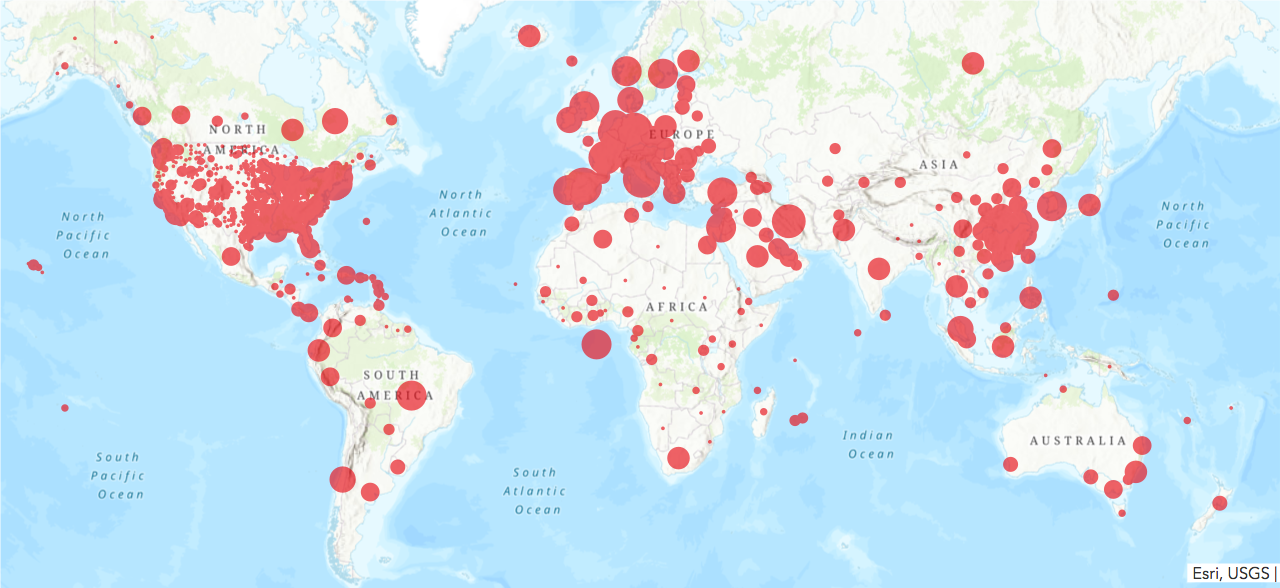 NORTH
AMERICA
EUROPE
ASIA
North
Pacific
Ocean
North
Atlantic
Ocean
North
Pacific
Ocean
AFRICA
SOUTH
AMERICA
AUSTRALIA
Indian
Ocean
South
Pacific
Ocean
South
Atlantic
Ocean
Esri, USGS |